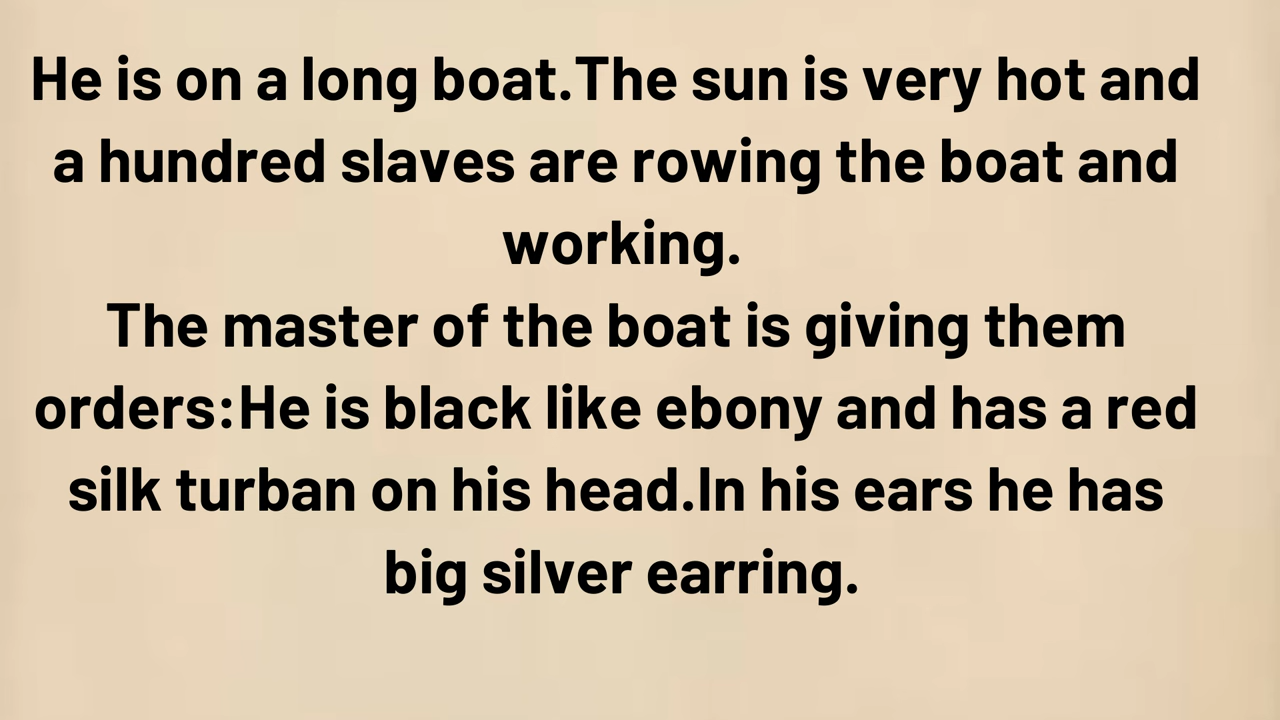 He is on a long boat.The sun is very hot and
a hundred slaves are rowing the boat and
working.
The master of the boat is giving them
orders:He is black like ebony and has a red
silk turban on his head.In his ears he has
big silver earring.